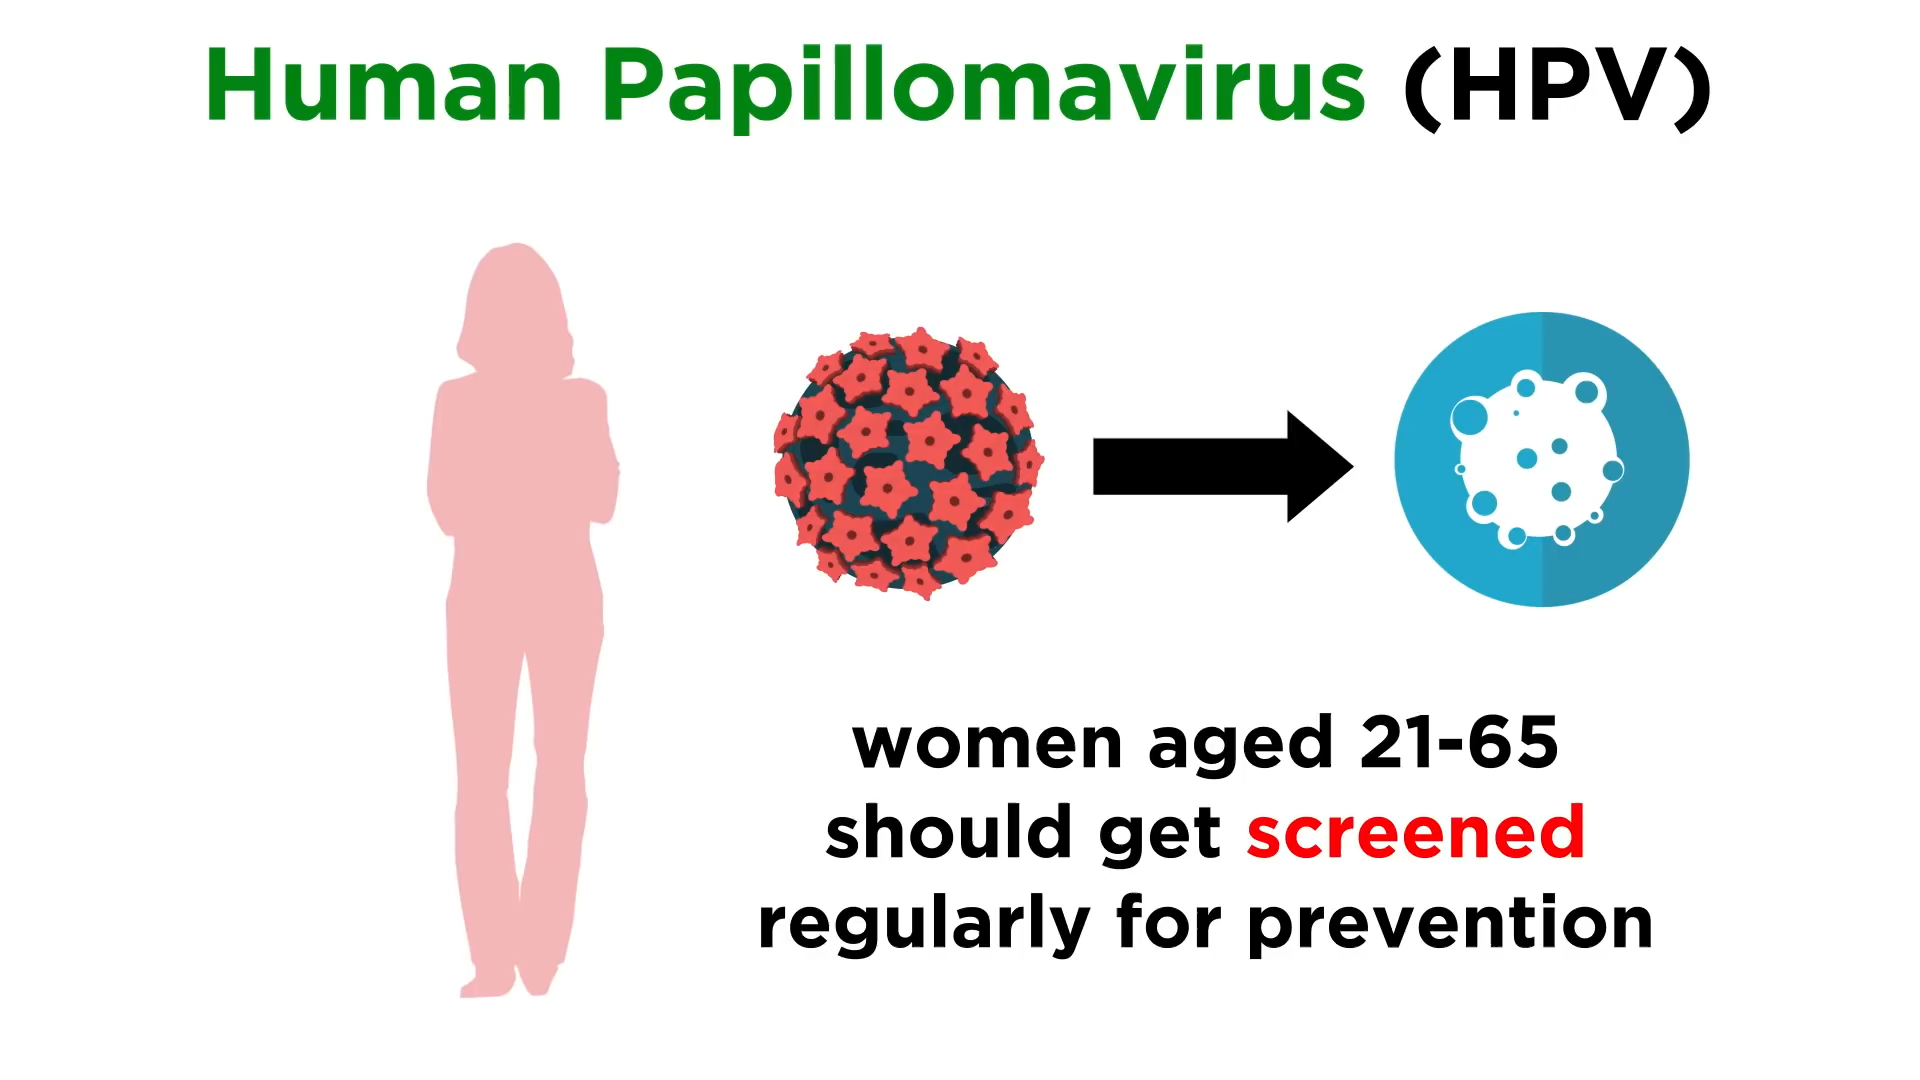 Human Papillomavirus (HPV)
women aged 21-65
should get screened
regularly for prevention